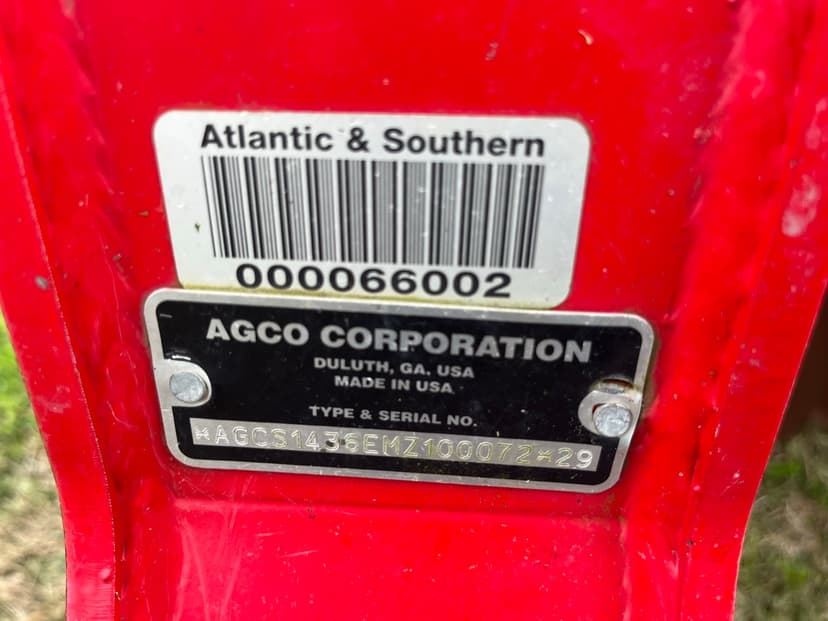 Atlantic & Southern
000066002
AGCO CORPORATION
DULUTH, GA. USA
MADE IN USA
TYPE & SERIAL NO.
*AGCS1436EMZ100072*29